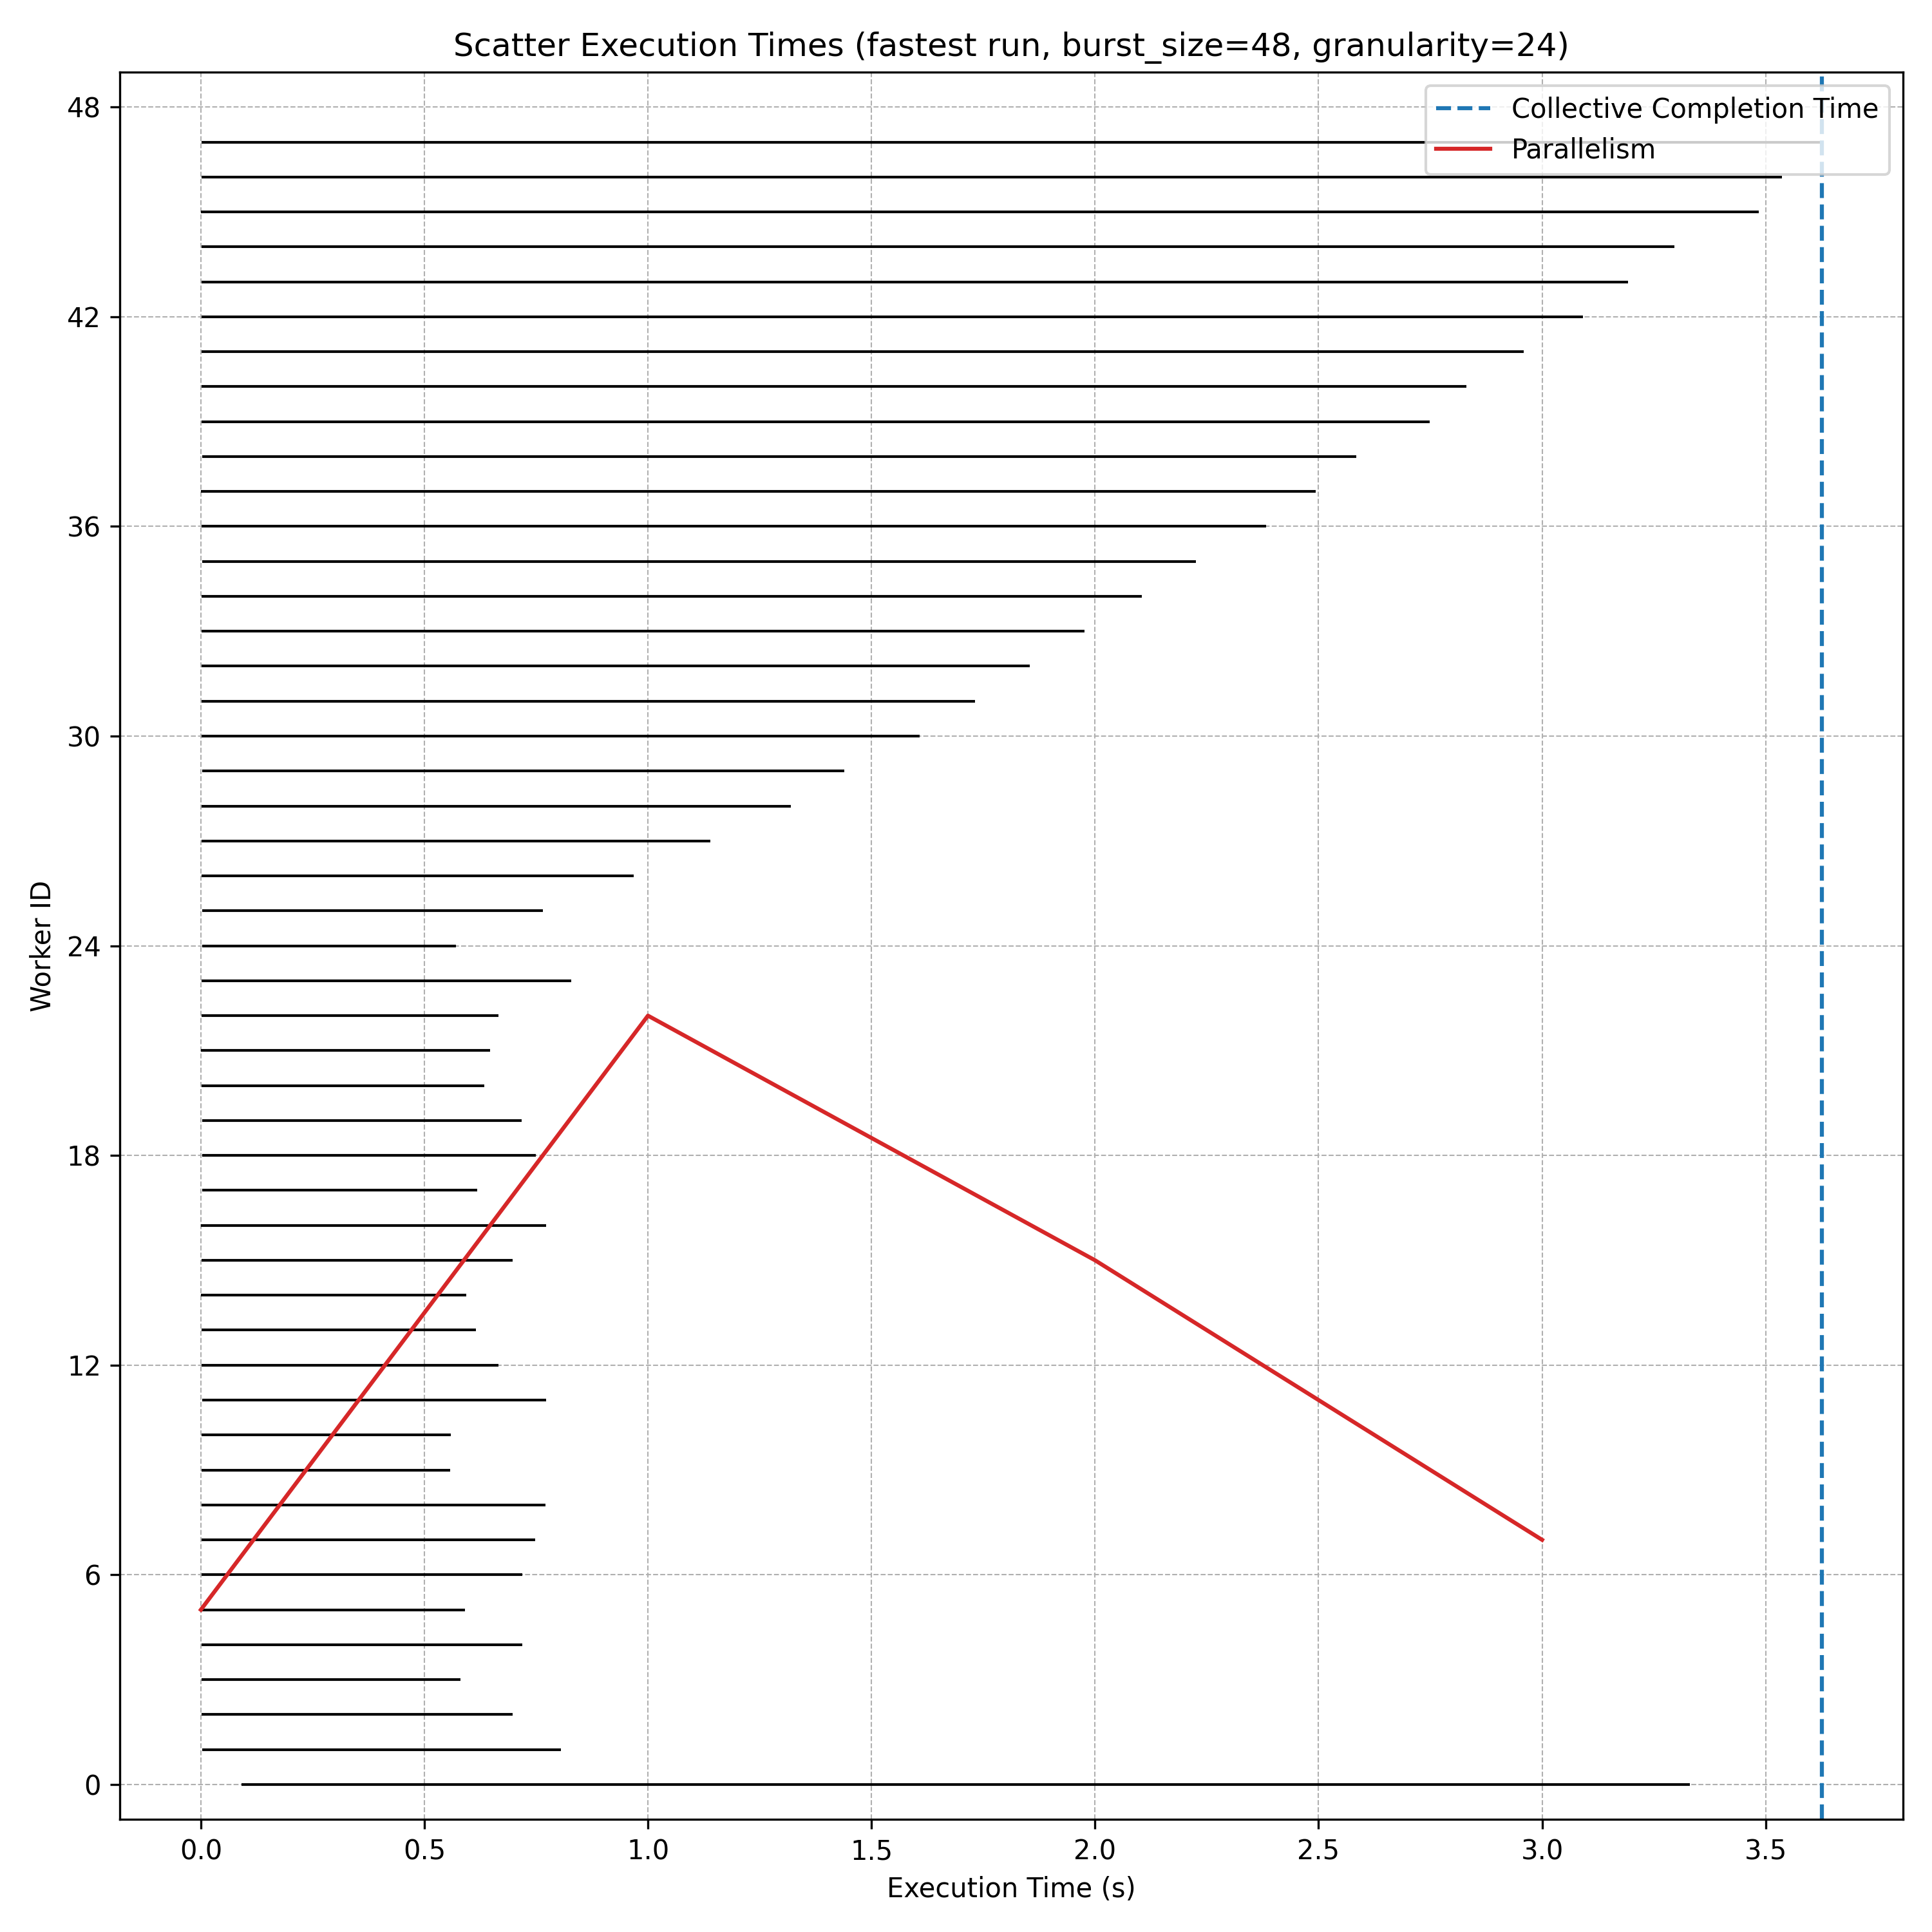 Scatter Execution Times (fastest run, burst_size=48, granularity=24)
Collective Completion Time
Parallelism
Worker ID
48
42
36
30
24
18
12
6
0
0.0 0.5 1.0 1.5 2.0 2.5 3.0 3.5
Execution Time (s)